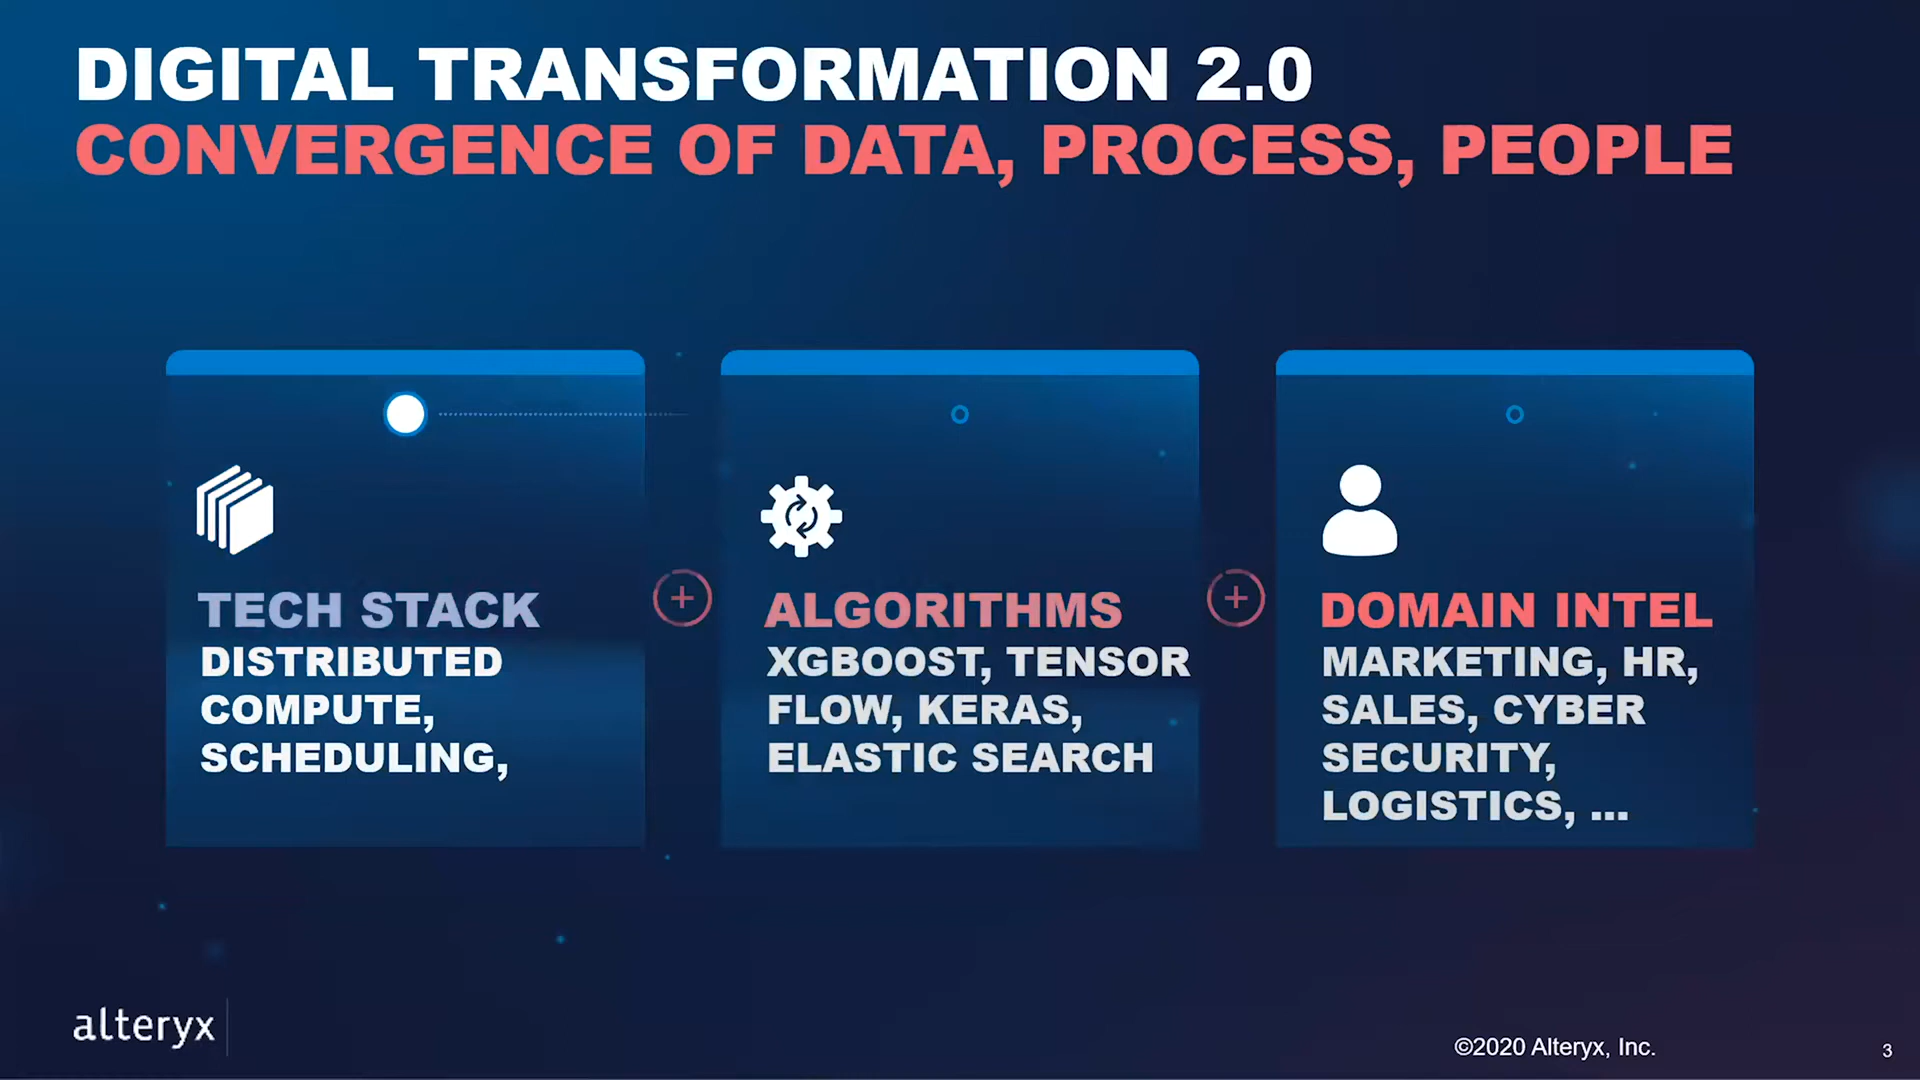 DIGITAL TRANSFORMATION 2.0
CONVERGENCE OF DATA, PROCESS, PEOPLE
TECH STACK
DISTRIBUTED
COMPUTE,
SCHEDULING,
ALGORITHMS
XGBOOST, TENSOR
FLOW, KERAS,
ELASTIC SEARCH
DOMAIN INTEL
MARKETING, HR,
SALES, CYBER
SECURITY,
LOGISTICS, ...
alteryx
©2020 Alteryx, Inc.
3